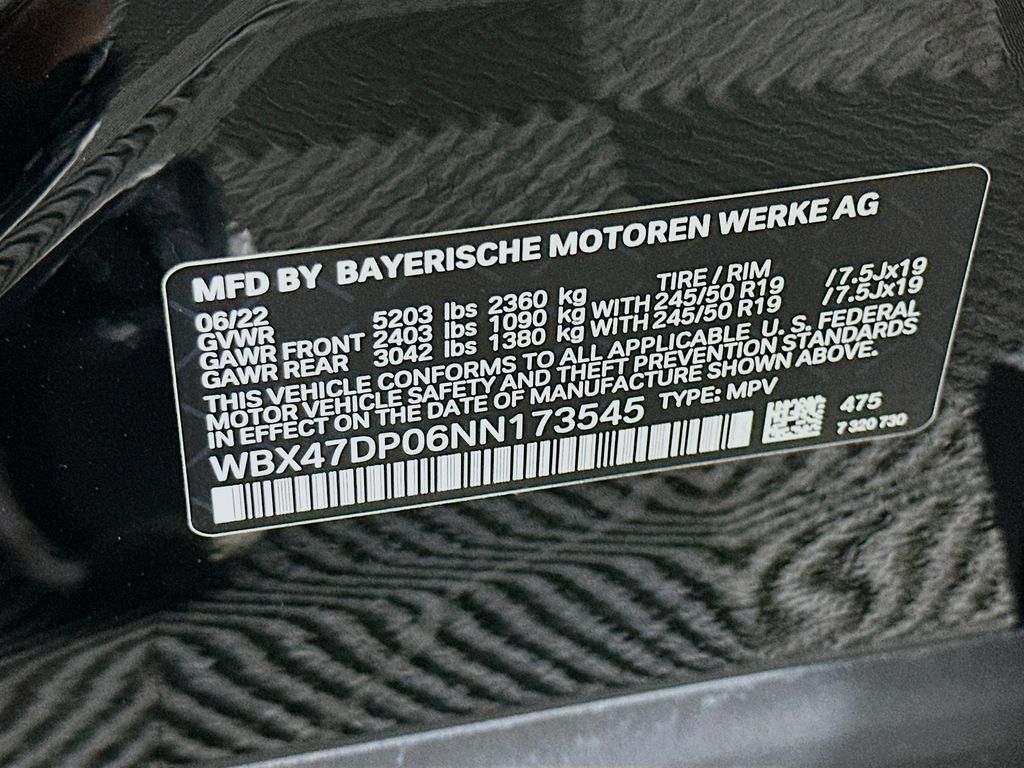 MFD BY BAYERISCHE MOTOREN WERKE AG
06/22 TIRE / RIM
GVWR 5203 lbs 2360 kg
GAWR FRONT 2403 lbs 1090 kg WITH 245/50 R19 /7.5Jx19
GAWR REAR 3042 lbs 1380 kg WITH 245/50 R19 /7.5Jx19
THIS VEHICLE CONFORMS TO ALL APPLICABLE U. S. FEDERAL
MOTOR VEHICLE SAFETY AND THEFT PREVENTION STANDARDS
IN EFFECT ON THE DATE OF MANUFACTURE SHOWN ABOVE.
WBX47DP06NN173545 TYPE: MPV
475
7 320 730